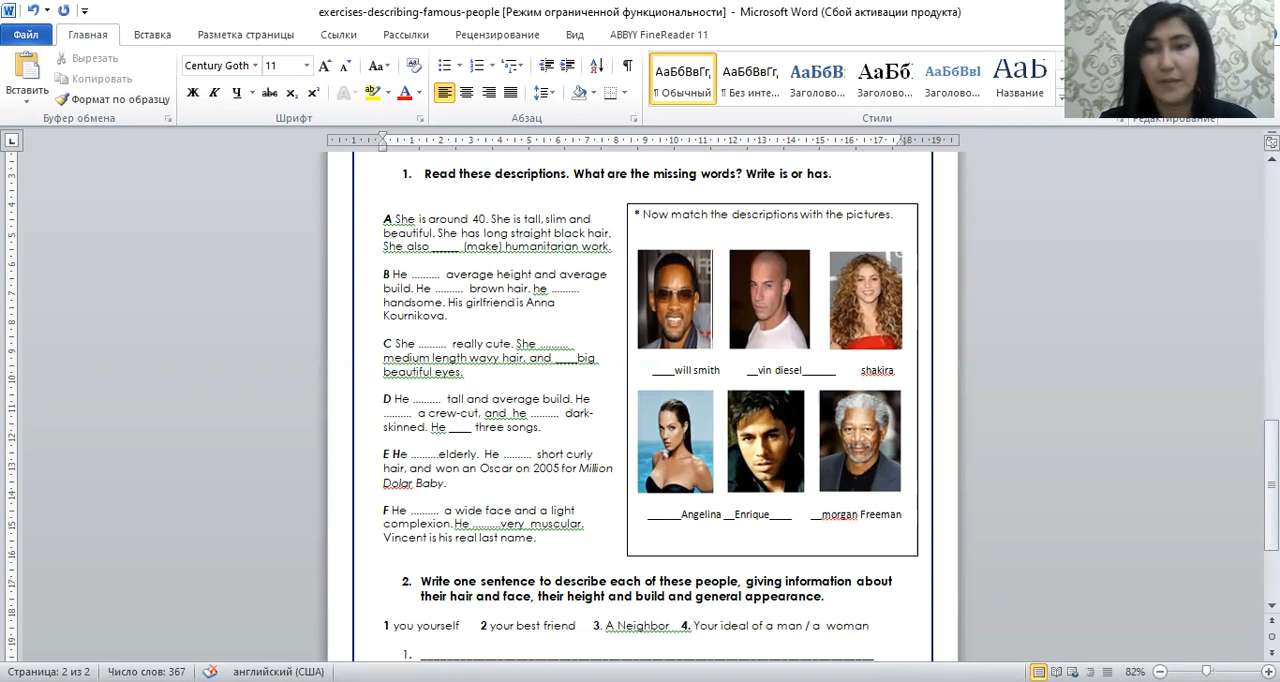 exercises-describing-famous-people [Режим ограниченной функциональности] - Microsoft Word (Сбой активации продукта)
Файл Главная Вставка Разметка страницы Ссылки Рассылки Рецензирование Вид ABBYY FineReader 11
Вставить
Вырезать
Копировать
Формат по образцу
Буфер обмена
Century Goth 11
Ж К Ч abc x₂ x²
Шрифт
Абзац
АаБбВвГг, АаБбВвГг, АаБбВ АаБб АаБбВвІ АаЬ
¶ Обычный ¶ Без инте... Заголово... Заголово... Заголово... Название
Стили
Редактирование
1. Read these descriptions. What are the missing words? Write is or has.
A She is around 40. She is tall, slim and
beautiful. She has long straight black hair.
She also _____ (make) humanitarian work.
B He .......... average height and average
build. He .......... brown hair. he ..........
handsome. His girlfriend is Anna
Kournikova.
C She .......... really cute. She ..........
medium length wavy hair, and ____big
beautiful eyes.
D He .......... tall and average build. He
.......... a crew-cut, and he .......... dark-
skinned. He ____ three songs.
E He ..........elderly. He .......... short curly
hair, and won an Oscar on 2005 for Million
Dolar Baby.
F He .......... a wide face and a light
complexion. He ..........very muscular.
Vincent is his real last name.
* Now match the descriptions with the pictures.
____will smith __vin diesel______ shakira
______Angelina __Enrique____ __morgan Freeman
2. Write one sentence to describe each of these people, giving information about
their hair and face, their height and build and general appearance.
1 you yourself 2 your best friend 3. A Neighbor 4. Your ideal of a man / a woman
1.
Страница: 2 из 2 Число слов: 367 английский (США) 82%